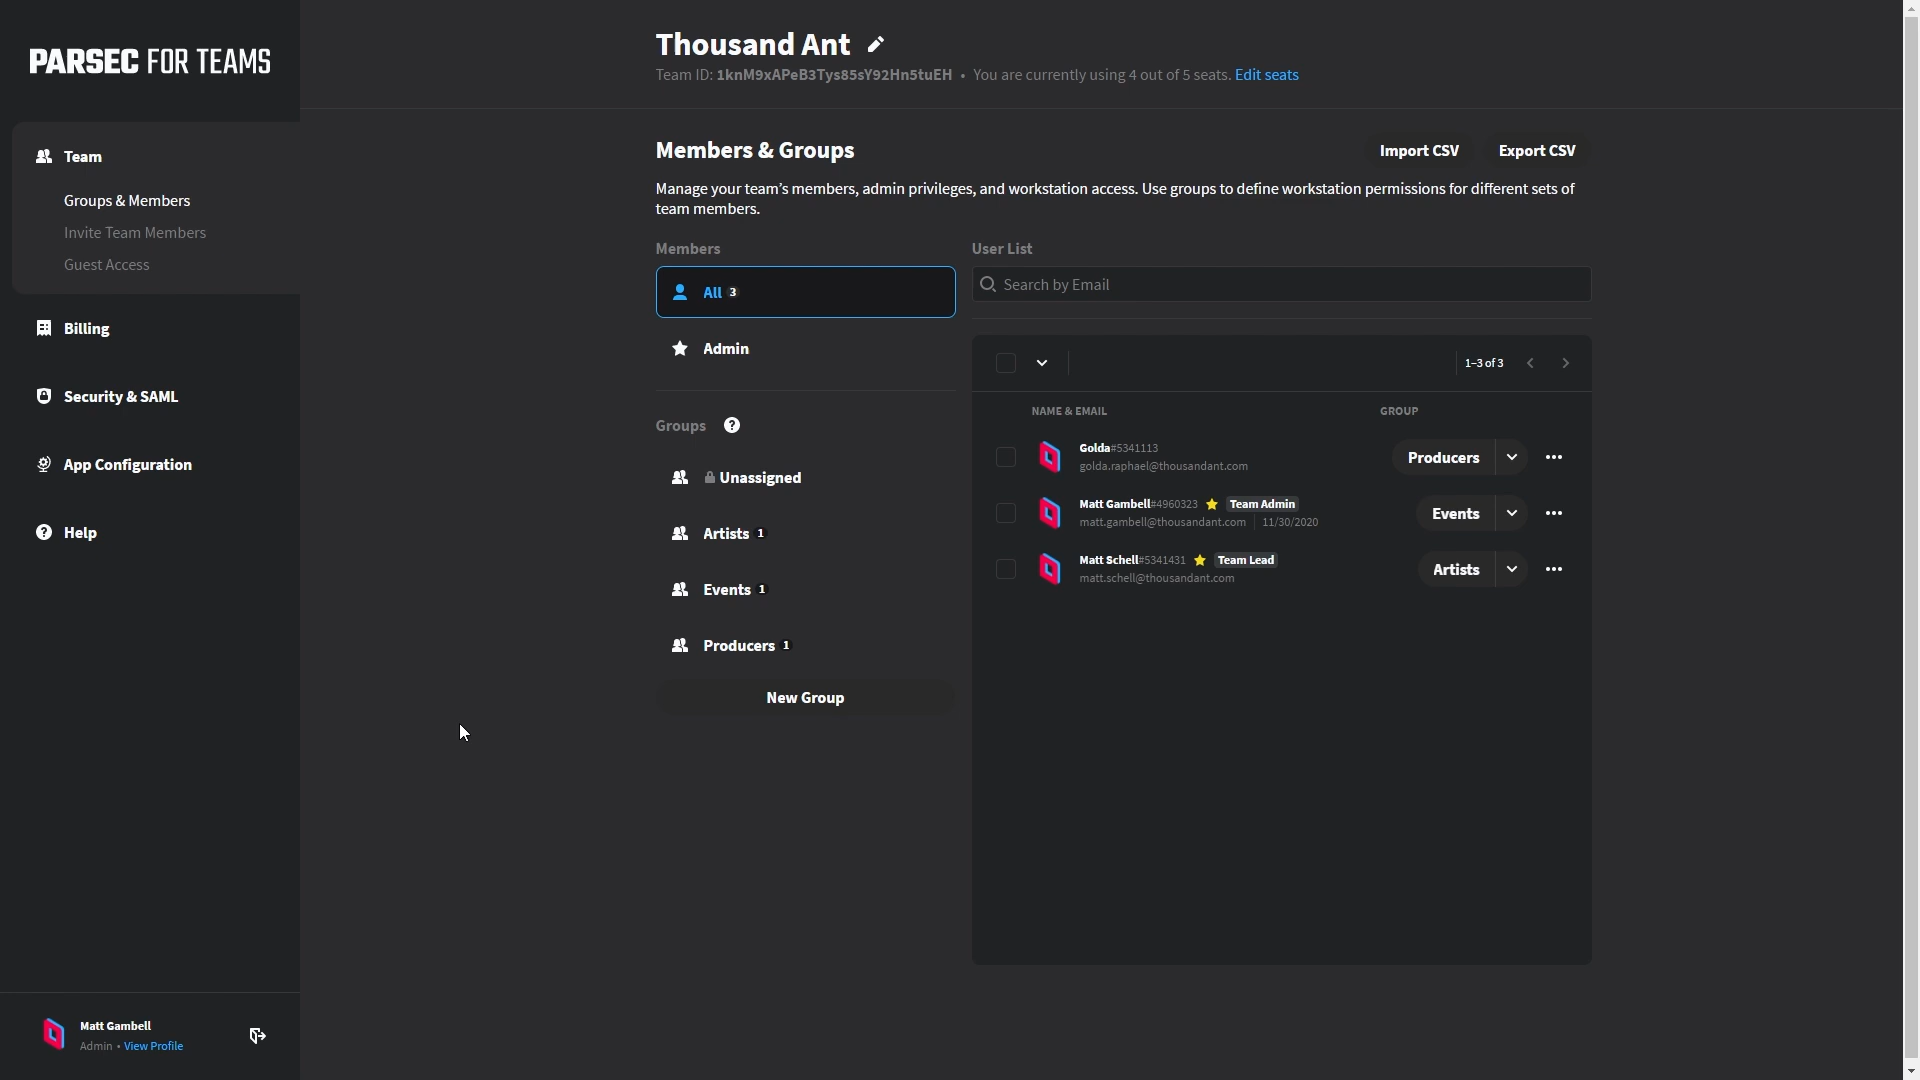 PARSEC FOR TEAMS
Team
Groups & Members
Invite Team Members
Guest Access
Billing
Security & SAML
App Configuration
Help
Matt Gambell
Admin • View Profile
Thousand Ant
Team ID: 1knM9xAPeB3Tys85sY92Hn5tuEH • You are currently using 4 out of 5 seats. Edit seats
Members & Groups
Import CSV
Export CSV
Manage your team's members, admin privileges, and workstation access. Use groups to define workstation permissions for different sets of
team members.
Members
All 3
Admin
Groups ?
Unassigned
Artists 1
Events 1
Producers 1
New Group
User List
Search by Email
1–3 of 3
NAME & EMAIL GROUP
Golda#5341113
golda.raphael@thousandant.com
Producers
Matt Gambell#4960323 Team Admin
matt.gambell@thousandant.com 11/30/2020
Events
Matt Schell#5341431 Team Lead
matt.schell@thousandant.com
Artists